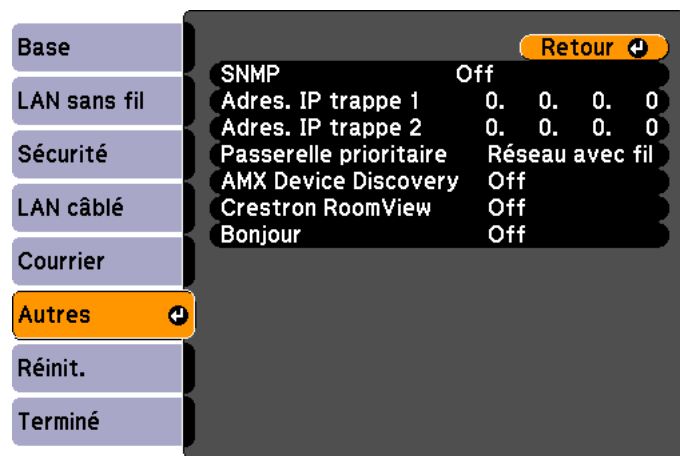 Base
LAN sans fil
Sécurité
LAN câblé
Courrier
Autres
Réinit.
Terminé
Retour
SNMP Off
Adres. IP trappe 1 0. 0. 0. 0
Adres. IP trappe 2 0. 0. 0. 0
Passerelle prioritaire Réseau avec fil
AMX Device Discovery Off
Crestron RoomView Off
Bonjour Off